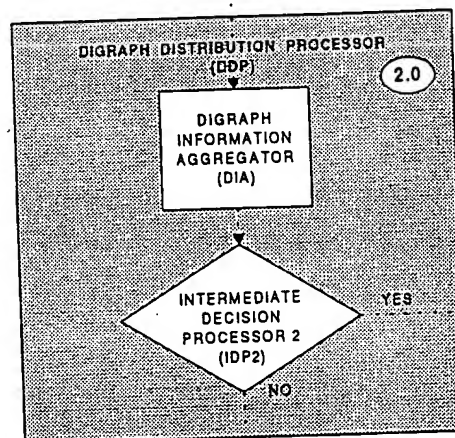 DIGRAPH DISTRIBUTION PROCESSOR
(DDP)
2.0
DIGRAPH
INFORMATION
AGGREGATOR
(DIA)
INTERMEDIATE
DECISION
PROCESSOR 2
(IDP2)
YES
NO